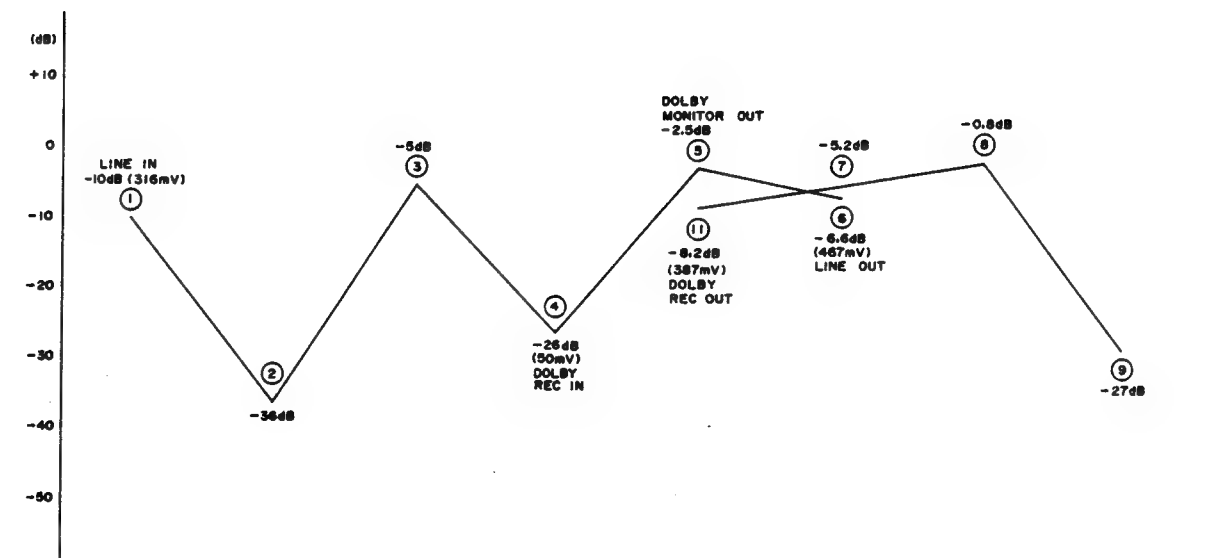 (dB)
+10
0
-10
-20
-30
-40
-50
LINE IN
-10dB (316mV)
1
2
-36dB
-5dB
3
4
-26dB
(50mV)
DOLBY
REC IN
DOLBY
MONITOR OUT
-2.5dB
5
11
-8.2dB
(387mV)
DOLBY
REC OUT
-5.2dB
7
6
-6.6dB
(467mV)
LINE OUT
-0.8dB
8
9
-27dB